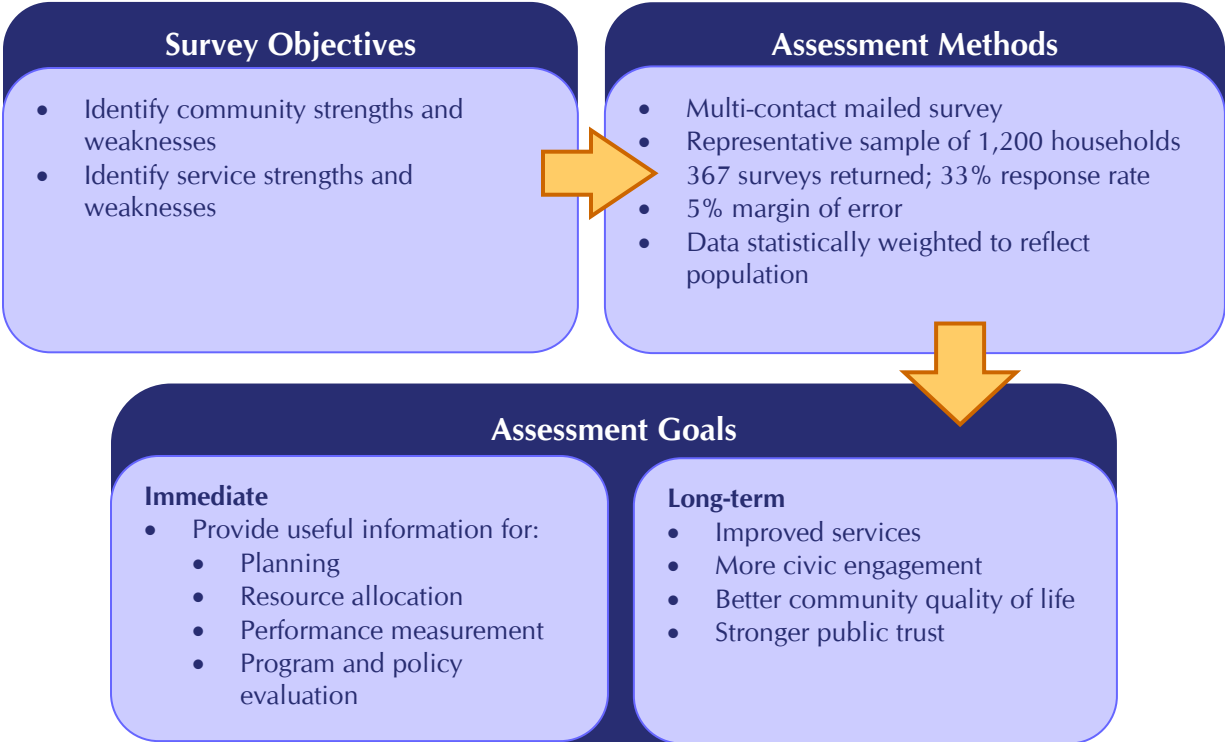 Survey Objectives
• Identify community strengths and
weaknesses
• Identify service strengths and
weaknesses
Assessment Methods
• Multi-contact mailed survey
• Representative sample of 1,200 households
367 surveys returned; 33% response rate
• 5% margin of error
• Data statistically weighted to reflect
population
Assessment Goals
Immediate
• Provide useful information for:
• Planning
• Resource allocation
• Performance measurement
• Program and policy
evaluation
Long-term
• Improved services
• More civic engagement
• Better community quality of life
• Stronger public trust